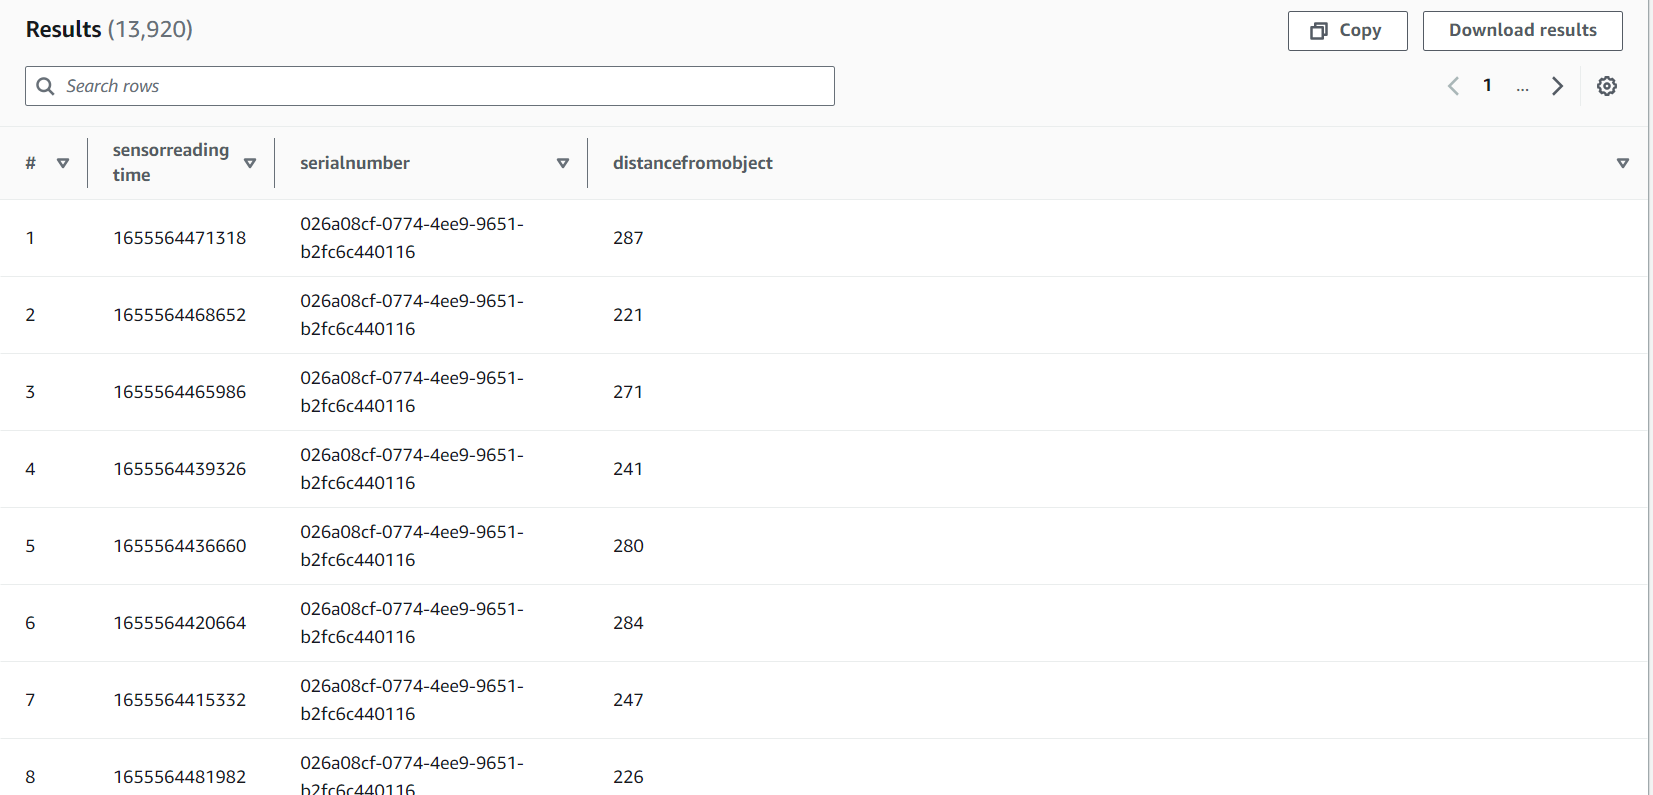 Results (13,920)
Copy
Download results
Search rows
1 ...
# sensorreading time serialnumber distancefromobject
1 1655564471318 026a08cf-0774-4ee9-9651-b2fc6c440116 287
2 1655564468652 026a08cf-0774-4ee9-9651-b2fc6c440116 221
3 1655564465986 026a08cf-0774-4ee9-9651-b2fc6c440116 271
4 1655564439326 026a08cf-0774-4ee9-9651-b2fc6c440116 241
5 1655564436660 026a08cf-0774-4ee9-9651-b2fc6c440116 280
6 1655564420664 026a08cf-0774-4ee9-9651-b2fc6c440116 284
7 1655564415332 026a08cf-0774-4ee9-9651-b2fc6c440116 247
8 1655564481982 026a08cf-0774-4ee9-9651-b2fc6c440116 226